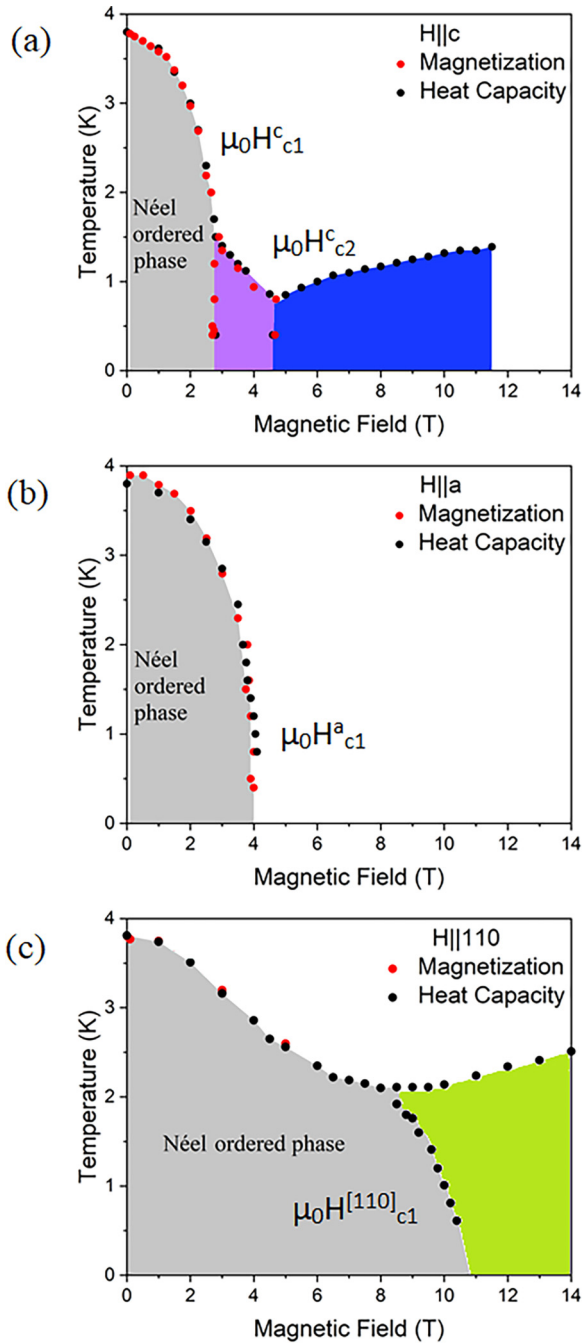 (a)
H||c
Magnetization
Heat Capacity
μ₀Hᶜc1
μ₀Hᶜc2
Néel
ordered
phase
Temperature (K)
4
3
2
1
0
0 2 4 6 8 10 12 14
Magnetic Field (T)
(b)
H||a
Magnetization
Heat Capacity
Néel
ordered
phase
μ₀Hᵃc1
Temperature (K)
4
3
2
1
0
0 2 4 6 8 10 12 14
Magnetic Field (T)
(c)
H||110
Magnetization
Heat Capacity
Néel ordered phase
μ₀H[110]c1
Temperature (K)
4
3
2
1
0
0 2 4 6 8 10 12 14
Magnetic Field (T)